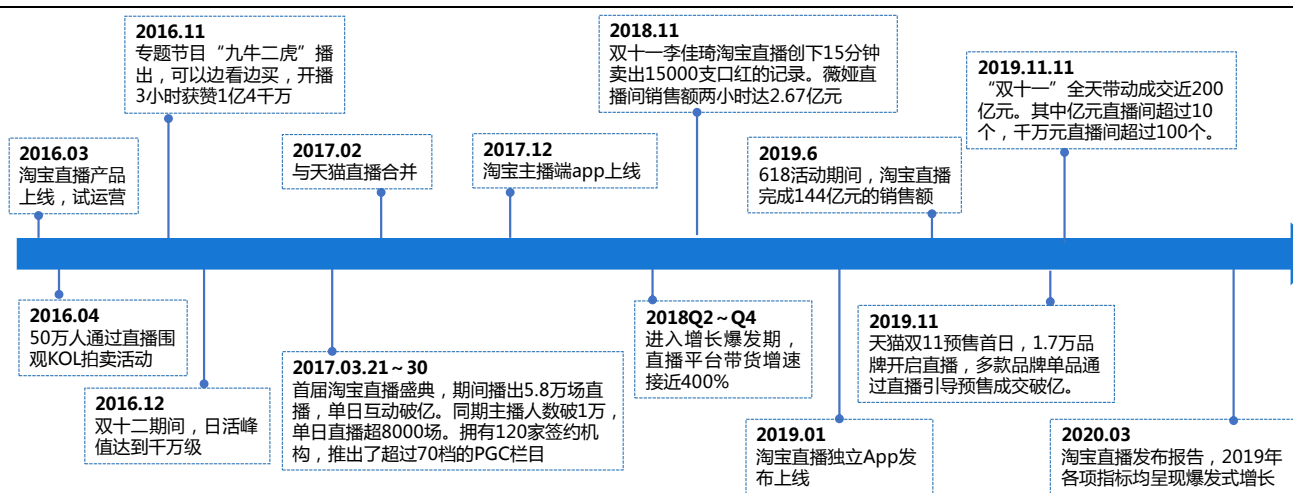 2016.11
专题节目“九牛二虎”播
出，可以边看边买，开播
3小时获赞1亿4千万
2018.11
双十一李佳琦淘宝直播创下15分钟
卖出15000支口红的记录。薇娅直
播间销售额两小时达2.67亿元
2019.11.11
“双十一”全天带动成交近200
亿元。其中亿元直播间超过10
个，千万元直播间超过100个。
2016.03
淘宝直播产品
上线，试运营
2017.02
与天猫直播合并
2017.12
淘宝主播端app上线
2019.6
618活动期间，淘宝直播
完成144亿元的销售额
2016.04
50万人通过直播围
观KOL拍卖活动
2016.12
双十二期间，日活峰
值达到千万级
2017.03.21～30
首届淘宝直播盛典，期间播出5.8万场直
播，单日互动破亿。同期主播人数破1万，
单日直播超8000场。拥有120家签约机
构，推出了超过70档的PGC栏目
2018Q2～Q4
进入增长爆发期，
直播平台带货增速
接近400%
2019.01
淘宝直播独立App发
布上线
2019.11
天猫双11预售首日，1.7万品
牌开启直播，多款品牌单品通
过直播引导预售成交破亿。
2020.03
淘宝直播发布报告，2019年
各项指标均呈现爆发式增长